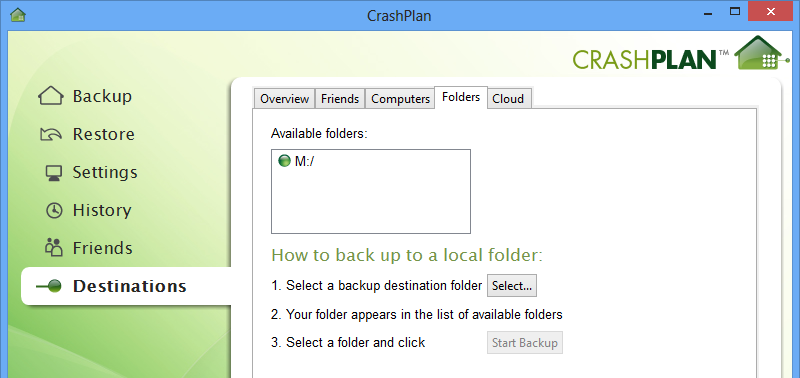 CrashPlan
CRASHPLAN™
Backup
Restore
Settings
History
Friends
Destinations
Overview Friends Computers Folders Cloud
Available folders:
M:/
How to back up to a local folder:
1. Select a backup destination folder Select...
2. Your folder appears in the list of available folders
3. Select a folder and click Start Backup